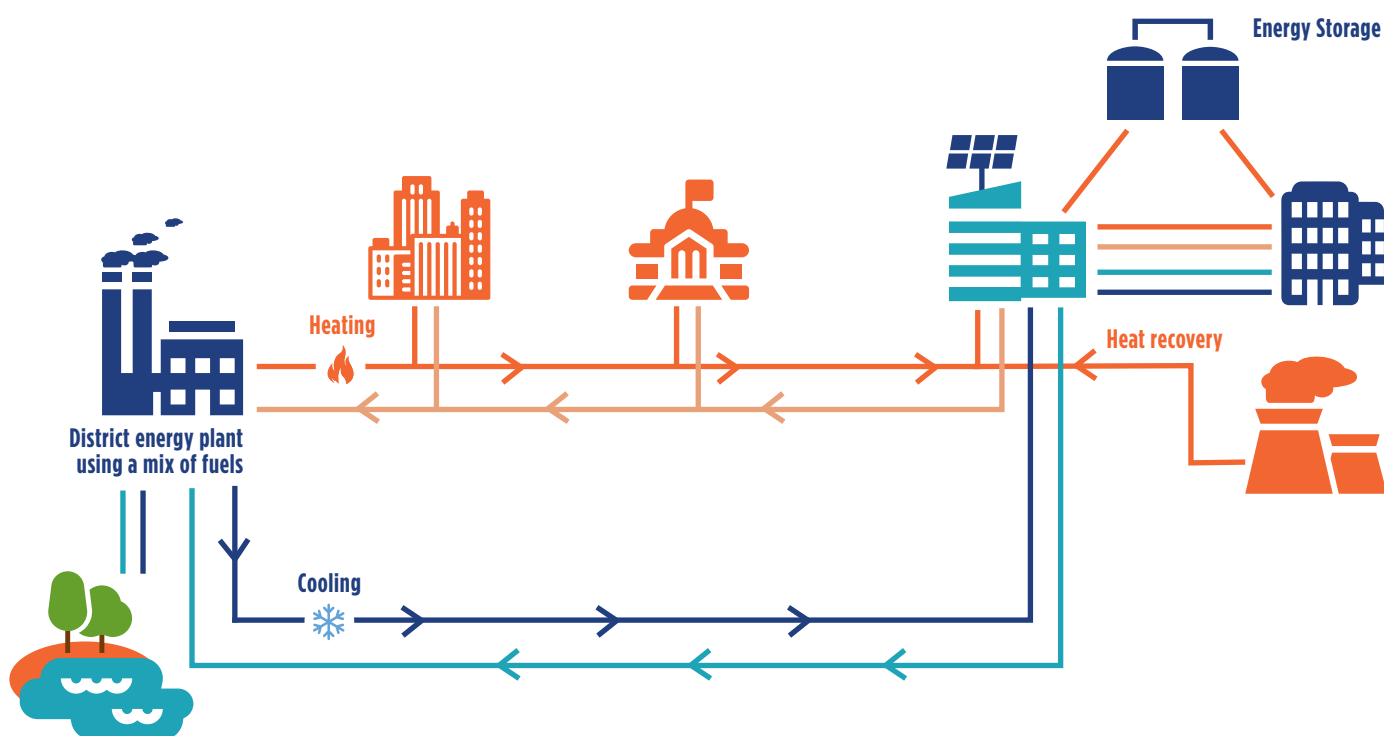 Energy Storage
Heating
Heat recovery
District energy plant
using a mix of fuels
Cooling